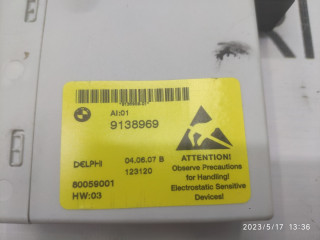 AI:01
9138969
DELPHI
04.06.07 B
123120
80059001
HW:03
ATTENTION!
Observe Precautions
for Handling!
Electrostatic Sensitive
Devices!
2023/5/17 13:36